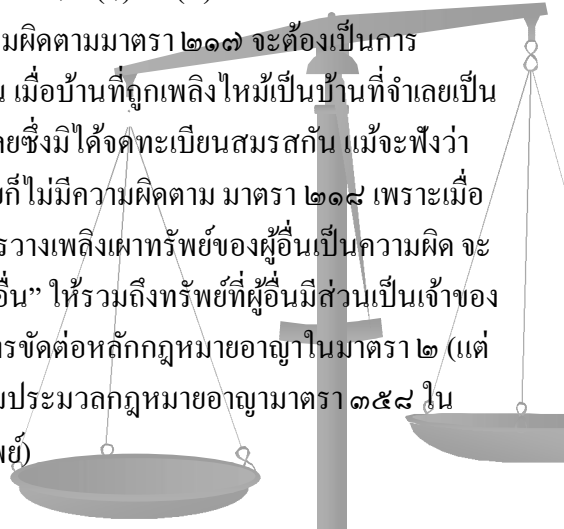 มผิดตามมาตรา ๒๑๗ จะต้องเป็นการ
น เมื่อบ้านที่ถูกเพลิงไหม้เป็นบ้านที่จำเลยเป็น
ลยซึ่งมิได้จดทะเบียนสมรสกัน แม้จะฟังว่า
ยก็ไม่มีความผิดตาม มาตรา ๒๑๘ เพราะเมื่อ
รวางเพลิงเผาทรัพย์ของผู้อื่นเป็นความผิด จะ
อื่น” ให้รวมถึงทรัพย์ที่ผู้อื่นมีส่วนเป็นเจ้าของ
ารขัดต่อหลักกฎหมายอาญาในมาตรา ๒ (แต่
มประมวลกฎหมายอาญามาตรา ๓๕๘ ใน
พย์)